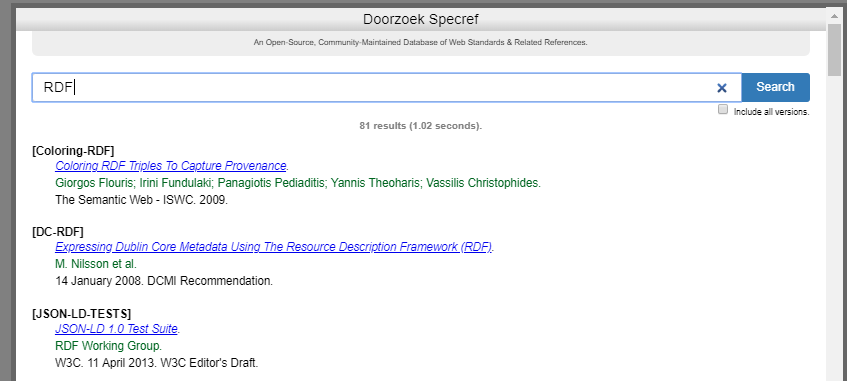 Doorzoek Specref
An Open-Source, Community-Maintained Database of Web Standards & Related References.
RDF
Search
Include all versions.
81 results (1.02 seconds).
[Coloring-RDF]
Coloring RDF Triples To Capture Provenance.
Giorgos Flouris; Irini Fundulaki; Panagiotis Pediaditis; Yannis Theoharis; Vassilis Christophides.
The Semantic Web - ISWC. 2009.
[DC-RDF]
Expressing Dublin Core Metadata Using The Resource Description Framework (RDF).
M. Nilsson et al.
14 January 2008. DCMI Recommendation.
[JSON-LD-TESTS]
JSON-LD 1.0 Test Suite.
RDF Working Group.
W3C. 11 April 2013. W3C Editor's Draft.